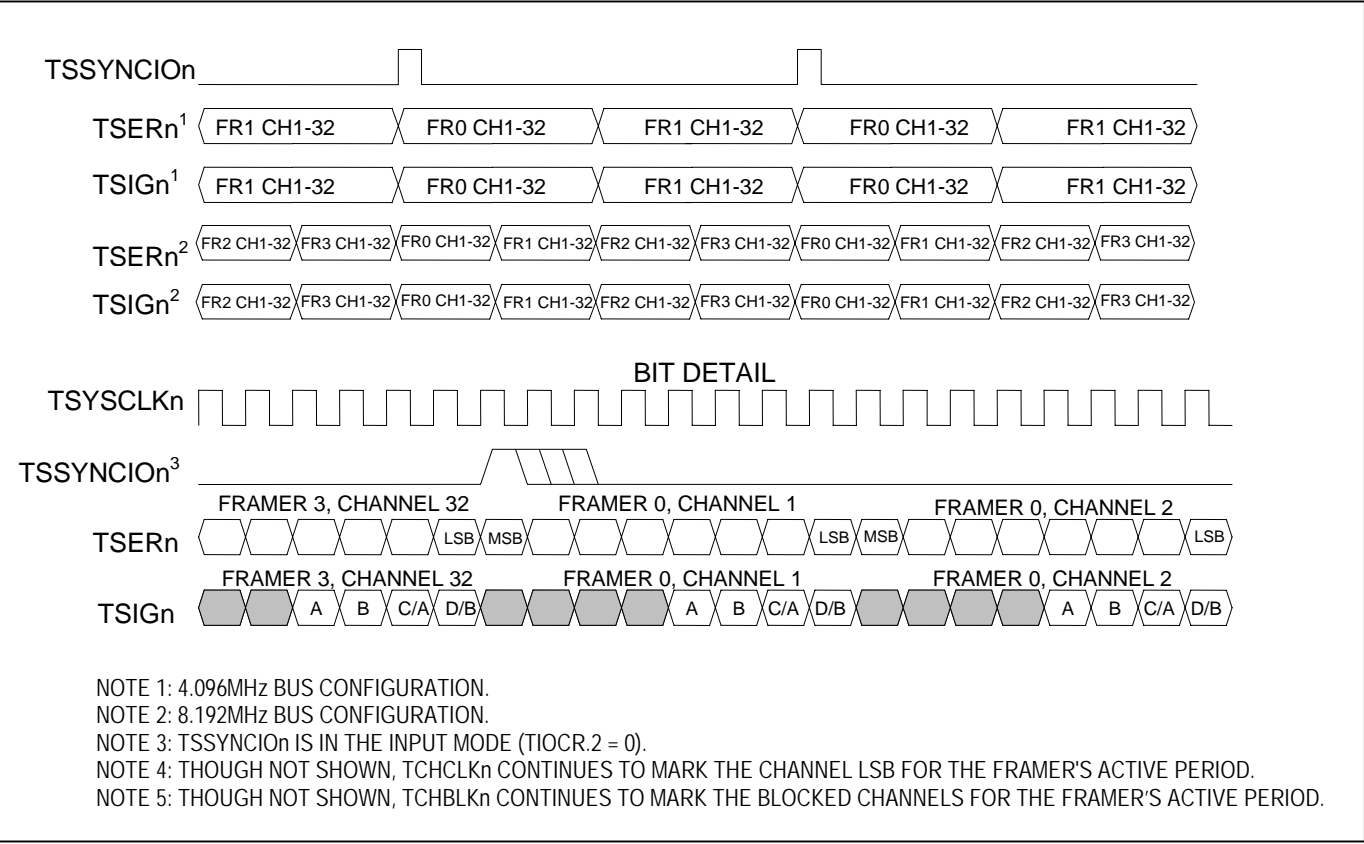 TSSYNCIOn
TSERn1 FR1 CH1-32 FR0 CH1-32 FR1 CH1-32 FR0 CH1-32 FR1 CH1-32
TSIGn1 FR1 CH1-32 FR0 CH1-32 FR1 CH1-32 FR0 CH1-32 FR1 CH1-32
TSERn2 FR2 CH1-32 FR3 CH1-32 FR0 CH1-32 FR1 CH1-32 FR2 CH1-32 FR3 CH1-32 FR0 CH1-32 FR1 CH1-32 FR2 CH1-32 FR3 CH1-32
TSIGn2 FR2 CH1-32 FR3 CH1-32 FR0 CH1-32 FR1 CH1-32 FR2 CH1-32 FR3 CH1-32 FR0 CH1-32 FR1 CH1-32 FR2 CH1-32 FR3 CH1-32
BIT DETAIL
TSYSCLKn
TSSYNCIOn3
FRAMER 3, CHANNEL 32 FRAMER 0, CHANNEL 1 FRAMER 0, CHANNEL 2
TSERn LSB MSB LSB MSB LSB
FRAMER 3, CHANNEL 32 FRAMER 0, CHANNEL 1 FRAMER 0, CHANNEL 2
TSIGn A B C/A D/B A B C/A D/B A B C/A D/B
NOTE 1: 4.096MHz BUS CONFIGURATION.
NOTE 2: 8.192MHz BUS CONFIGURATION.
NOTE 3: TSSYNCIOn IS IN THE INPUT MODE (TIOCR.2 = 0).
NOTE 4: THOUGH NOT SHOWN, TCHCLKn CONTINUES TO MARK THE CHANNEL LSB FOR THE FRAMER'S ACTIVE PERIOD.
NOTE 5: THOUGH NOT SHOWN, TCHBLKn CONTINUES TO MARK THE BLOCKED CHANNELS FOR THE FRAMER’S ACTIVE PERIOD.